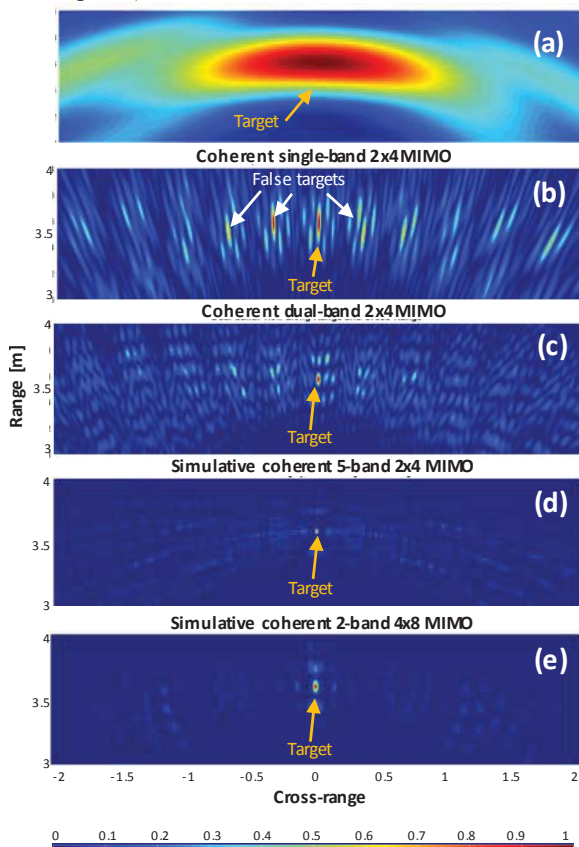 (a)
Target
Coherent single-band 2x4 MIMO
4
False targets
(b)
3.5
Target
3
Coherent dual-band 2x4 MIMO
4
(c)
3.5
Target
3
Range [m]
Simulative coherent 5-band 2x4 MIMO
4
(d)
3.5
Target
3
Simulative coherent 2-band 4x8 MIMO
4
(e)
3.5
Target
3
-2 -1.5 -1 -0.5 0 0.5 1 1.5 2
Cross-range
0 0.1 0.2 0.3 0.4 0.5 0.6 0.7 0.8 0.9 1